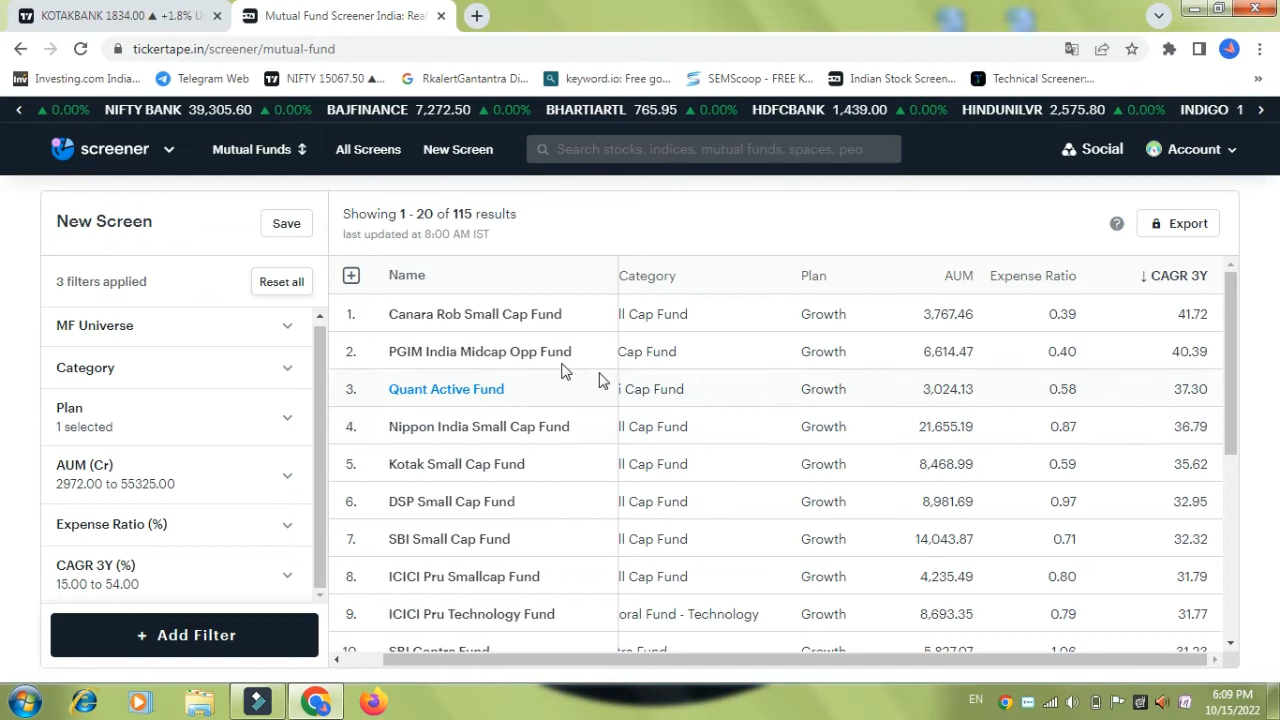 KOTAKBANK 1834.00 ▲ +1.8% U
Mutual Fund Screener India: Real
tickertape.in/screener/mutual-fund
Investing.com India...
Telegram Web
NIFTY 15067.50 ▲...
RkalertGantantra Di...
keyword.io: Free go...
SEMScoop - FREE K...
Indian Stock Screen...
Technical Screener:...
▲ 0.00% NIFTY BANK 39,305.60 ▲ 0.00% BAJFINANCE 7,272.50 ▲ 0.00% BHARTIARTL 765.95 ▲ 0.00% HDFCBANK 1,439.00 ▲ 0.00% HINDUNILVR 2,575.80 ▲ 0.00% INDIGO 1
screener Mutual Funds All Screens New Screen Search stocks, indices, mutual funds, spaces, peo Social Account
New Screen Save
3 filters applied Reset all
MF Universe
Category
Plan
1 selected
AUM (Cr)
2972.00 to 55325.00
Expense Ratio (%)
CAGR 3Y (%)
15.00 to 54.00
+ Add Filter
Showing 1 - 20 of 115 results
last updated at 8:00 AM IST
Export
Name Category Plan AUM Expense Ratio ↓ CAGR 3Y
1. Canara Rob Small Cap Fund ll Cap Fund Growth 3,767.46 0.39 41.72
2. PGIM India Midcap Opp Fund Cap Fund Growth 6,614.47 0.40 40.39
3. Quant Active Fund i Cap Fund Growth 3,024.13 0.58 37.30
4. Nippon India Small Cap Fund ll Cap Fund Growth 21,655.19 0.87 36.79
5. Kotak Small Cap Fund ll Cap Fund Growth 8,468.99 0.59 35.62
6. DSP Small Cap Fund ll Cap Fund Growth 8,981.69 0.97 32.95
7. SBI Small Cap Fund ll Cap Fund Growth 14,043.87 0.71 32.32
8. ICICI Pru Smallcap Fund ll Cap Fund Growth 4,235.49 0.80 31.79
9. ICICI Pru Technology Fund oral Fund - Technology Growth 8,693.35 0.79 31.77
10. SBI Contra Fund tra Fund Growth 5,827.07 1.06 31.23
EN
6:09 PM
10/15/2022